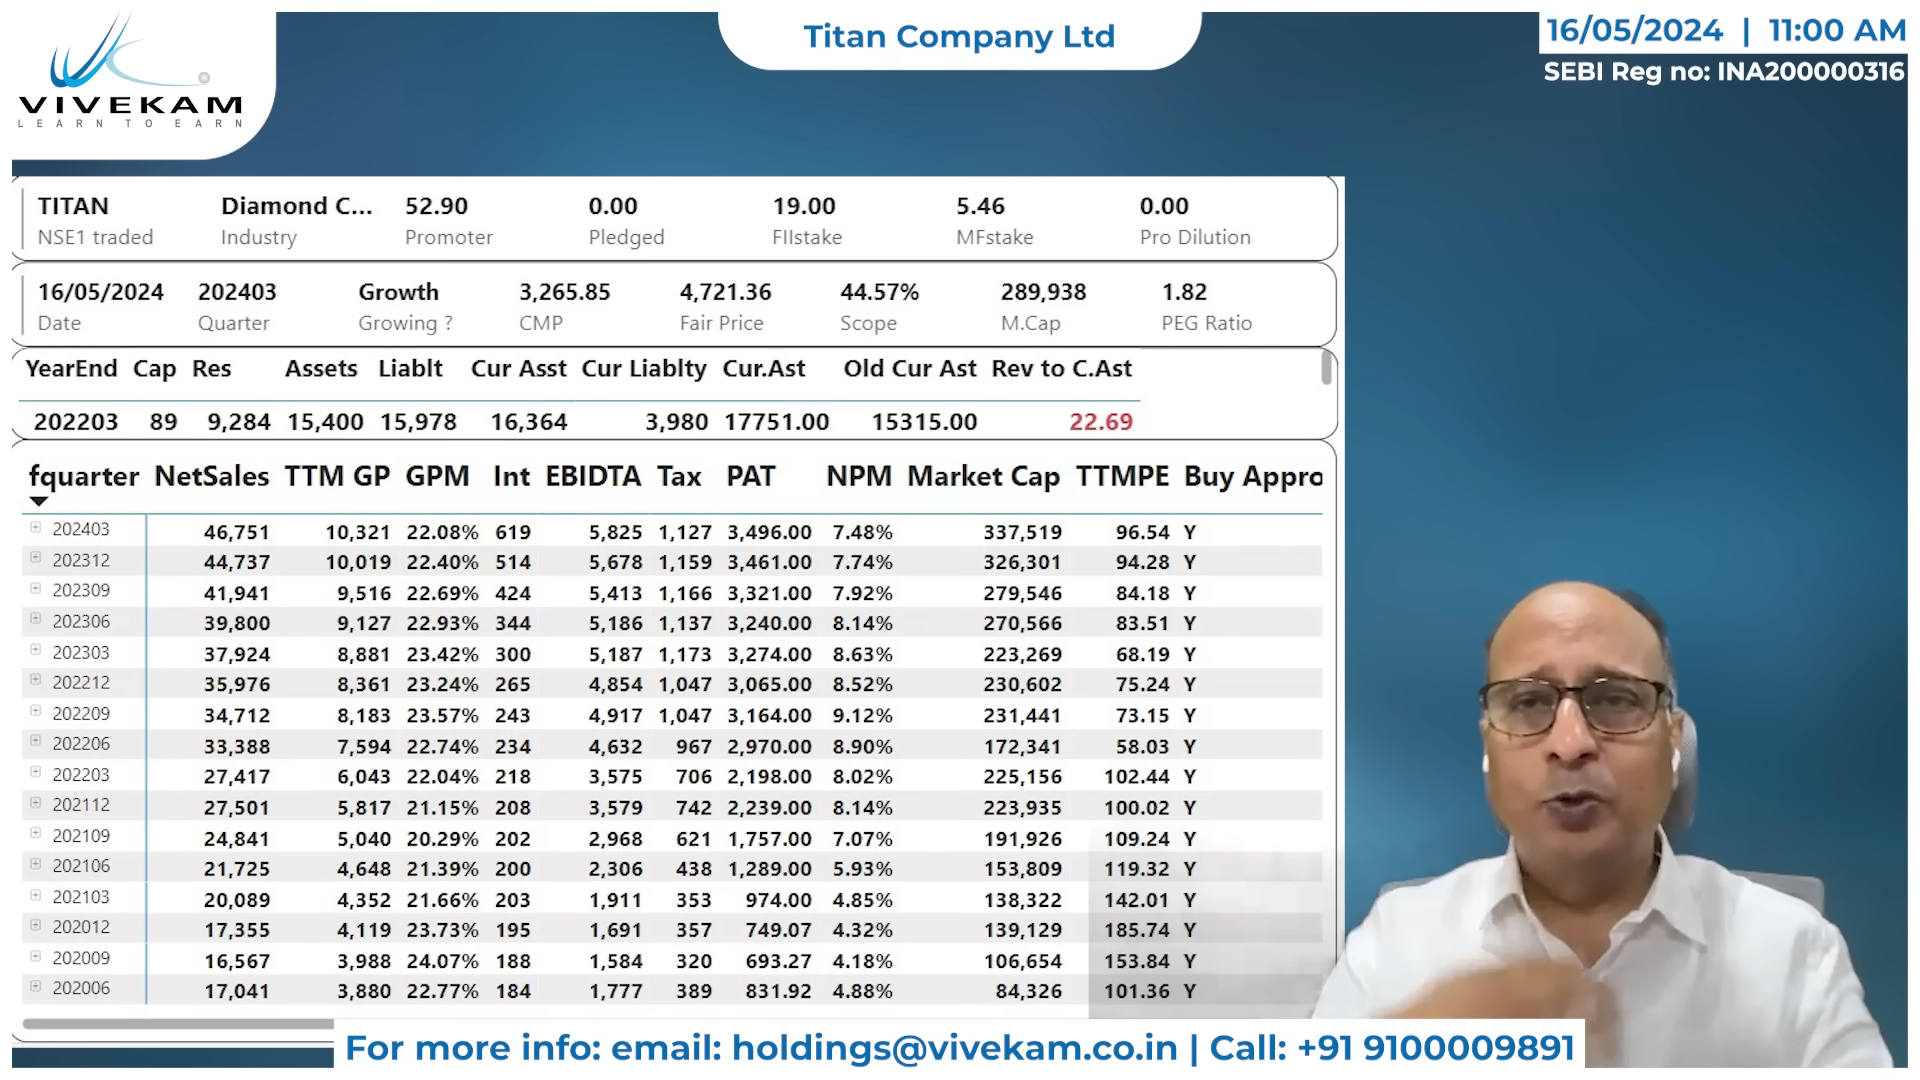 VIVEKAM
LEARN TO EARN
Titan Company Ltd
16/05/2024 | 11:00 AM
SEBI Reg no: INA200000316
TITAN Diamond C... 52.90 0.00 19.00 5.46 0.00
NSE1 traded Industry Promoter Pledged FIIstake MFstake Pro Dilution
16/05/2024 202403 Growth 3,265.85 4,721.36 44.57% 289,938 1.82
Date Quarter Growing ? CMP Fair Price Scope M.Cap PEG Ratio
YearEnd Cap Res Assets Liablt Cur Asst Cur Liablty Cur.Ast Old Cur Ast Rev to C.Ast
202203 89 9,284 15,400 15,978 16,364 3,980 17751.00 15315.00 22.69
fquarter NetSales TTM GP GPM Int EBIDTA Tax PAT NPM Market Cap TTMPE Buy Appro
202403 46,751 10,321 22.08% 619 5,825 1,127 3,496.00 7.48% 337,519 96.54 Y
202312 44,737 10,019 22.40% 514 5,678 1,159 3,461.00 7.74% 326,301 94.28 Y
202309 41,941 9,516 22.69% 424 5,413 1,166 3,321.00 7.92% 279,546 84.18 Y
202306 39,800 9,127 22.93% 344 5,186 1,137 3,240.00 8.14% 270,566 83.51 Y
202303 37,924 8,881 23.42% 300 5,187 1,173 3,274.00 8.63% 223,269 68.19 Y
202212 35,976 8,361 23.24% 265 4,854 1,047 3,065.00 8.52% 230,602 75.24 Y
202209 34,712 8,183 23.57% 243 4,917 1,047 3,164.00 9.12% 231,441 73.15 Y
202206 33,388 7,594 22.74% 234 4,632 967 2,970.00 8.90% 172,341 58.03 Y
202203 27,417 6,043 22.04% 218 3,575 706 2,198.00 8.02% 225,156 102.44 Y
202112 27,501 5,817 21.15% 208 3,579 742 2,239.00 8.14% 223,935 100.02 Y
202109 24,841 5,040 20.29% 202 2,968 621 1,757.00 7.07% 191,926 109.24 Y
202106 21,725 4,648 21.39% 200 2,306 438 1,289.00 5.93% 153,809 119.32 Y
202103 20,089 4,352 21.66% 203 1,911 353 974.00 4.85% 138,322 142.01 Y
202012 17,355 4,119 23.73% 195 1,691 357 749.07 4.32% 139,129 185.74 Y
202009 16,567 3,988 24.07% 188 1,584 320 693.27 4.18% 106,654 153.84 Y
202006 17,041 3,880 22.77% 184 1,777 389 831.92 4.88% 84,326 101.36 Y
For more info: email: holdings@vivekam.co.in | Call: +91 9100009891